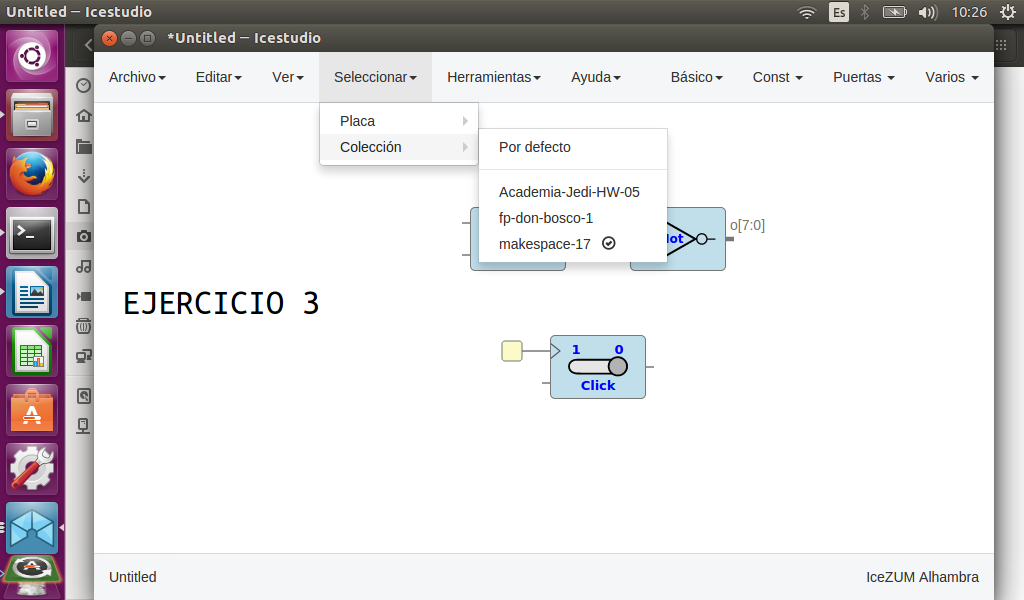 Untitled – Icestudio
Es
10:26
*Untitled – Icestudio
Archivo Editar Ver Seleccionar Herramientas Ayuda Básico Const Puertas Varios
Placa
Colección
Por defecto
Academia-Jedi-HW-05
fp-don-bosco-1
makespace-17
o[7:0]
EJERCICIO 3
1 0
Click
Untitled
IceZUM Alhambra